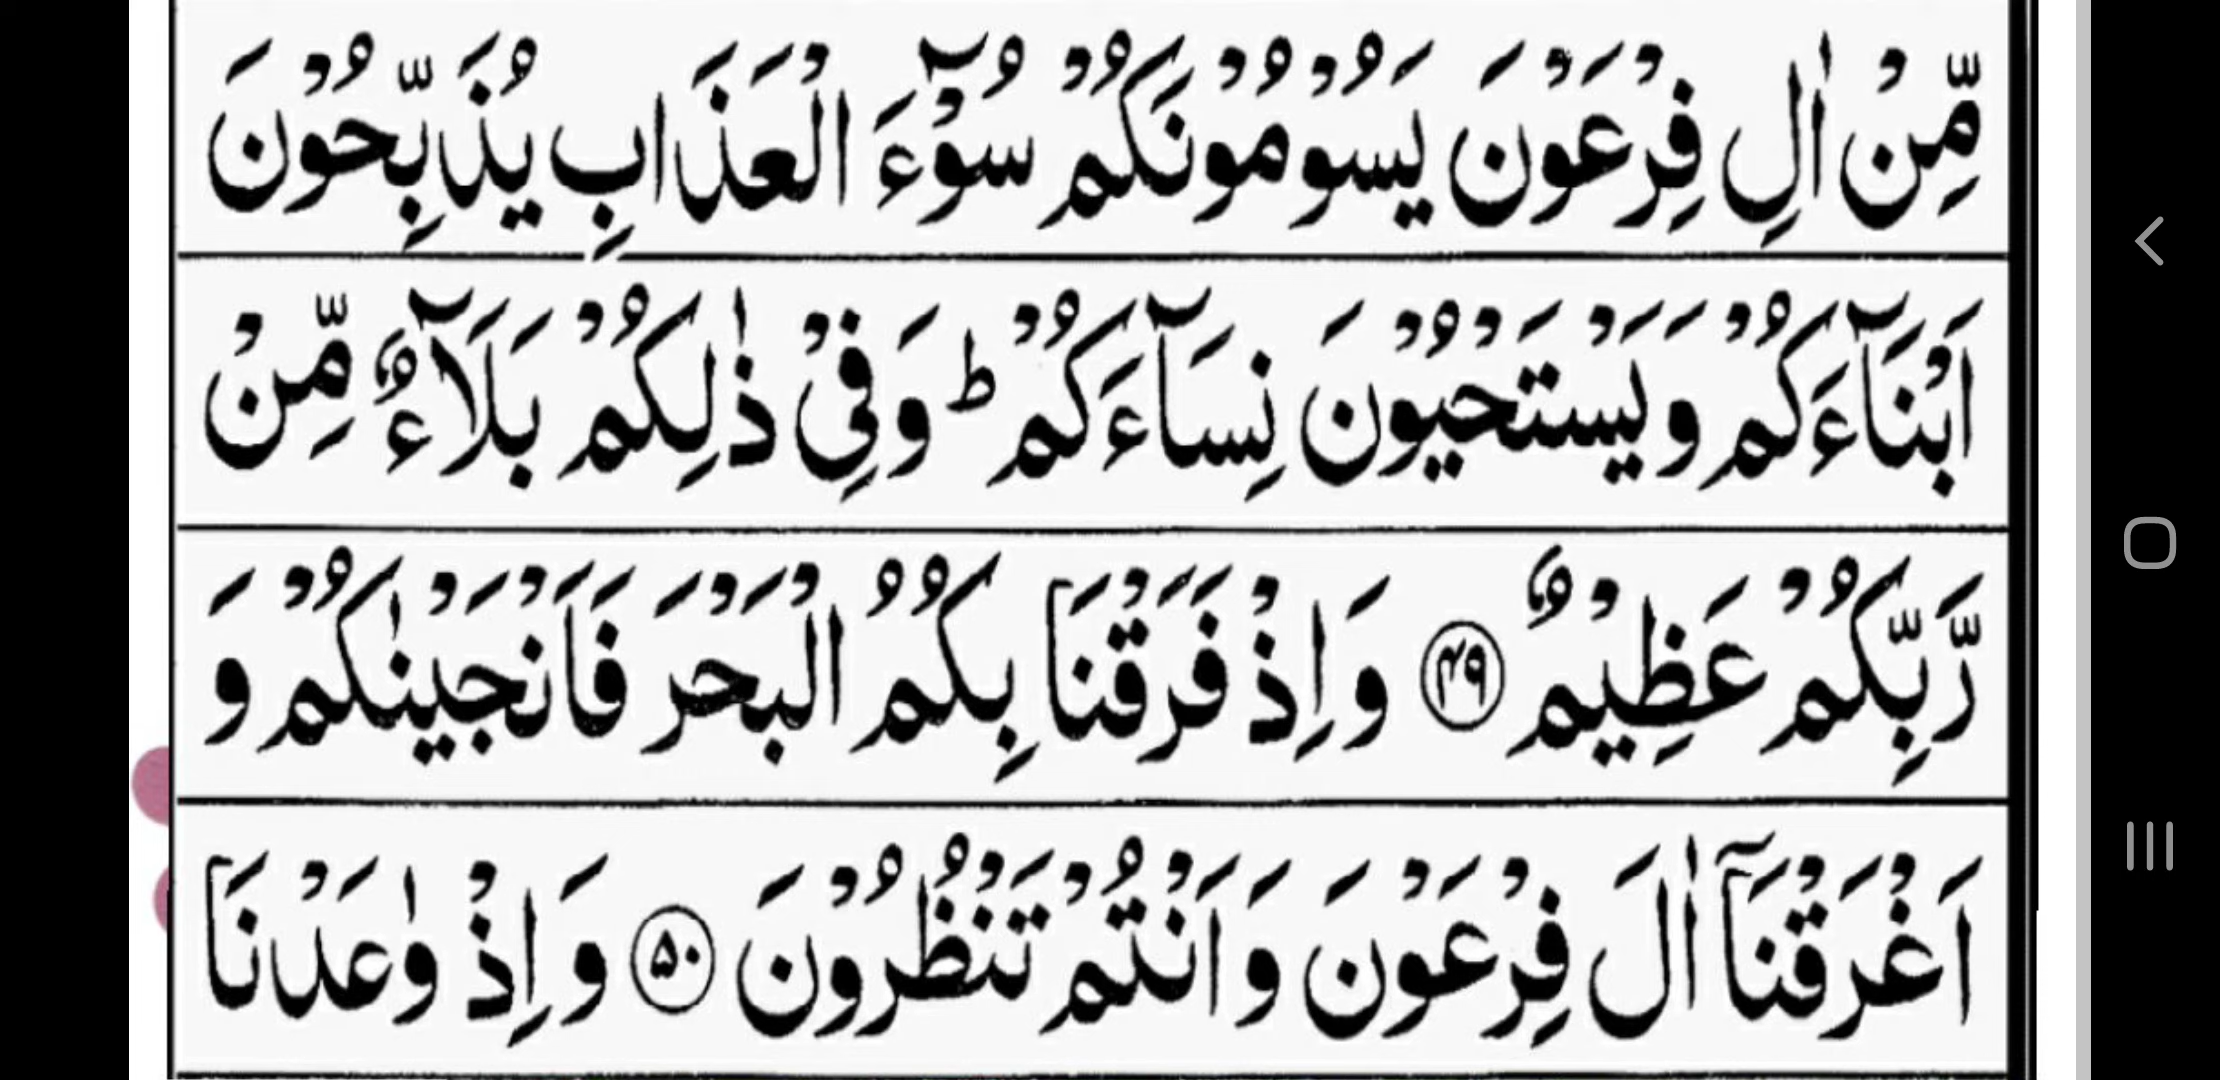 مِّنْ اٰلِ فِرْعَوْنَ يَسُوْمُوْنَكُمْ سُوْٓءَ الْعَذَابِ يُذَبِّحُوْنَ
اَبْنَآءَكُمْ وَيَسْتَحْيُوْنَ نِسَآءَكُمْ ؕ وَفِيْ ذٰلِكُمْ بَلَآءٌ مِّنْ
رَّبِّكُمْ عَظِيْمٌ ﴿۴۹﴾ وَ اِذْ فَرَقْنَا بِكُمُ الْبَحْرَ فَاَنْجَيْنٰكُمْ وَ
اَغْرَقْنَآ اٰلَ فِرْعَوْنَ وَ اَنْتُمْ تَنْظُرُوْنَ ﴿۵۰﴾ وَ اِذْ وٰعَدْنَا